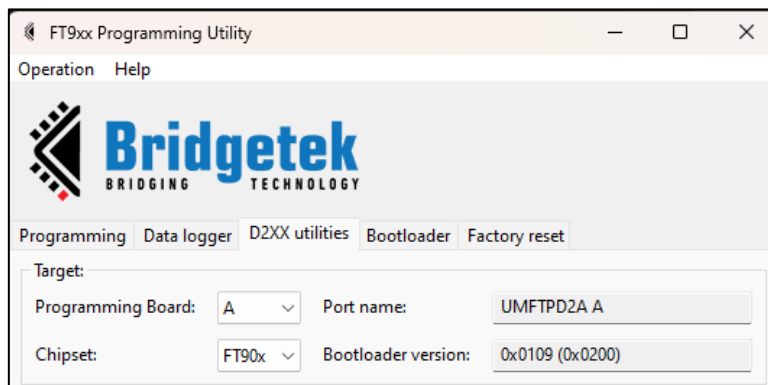 FT9xx Programming Utility
Operation Help
Bridgetek
BRIDGING TECHNOLOGY
Programming Data logger D2XX utilities Bootloader Factory reset
Target:
Programming Board: A Port name: UMFTPD2A A
Chipset: FT90x Bootloader version: 0x0109 (0x0200)